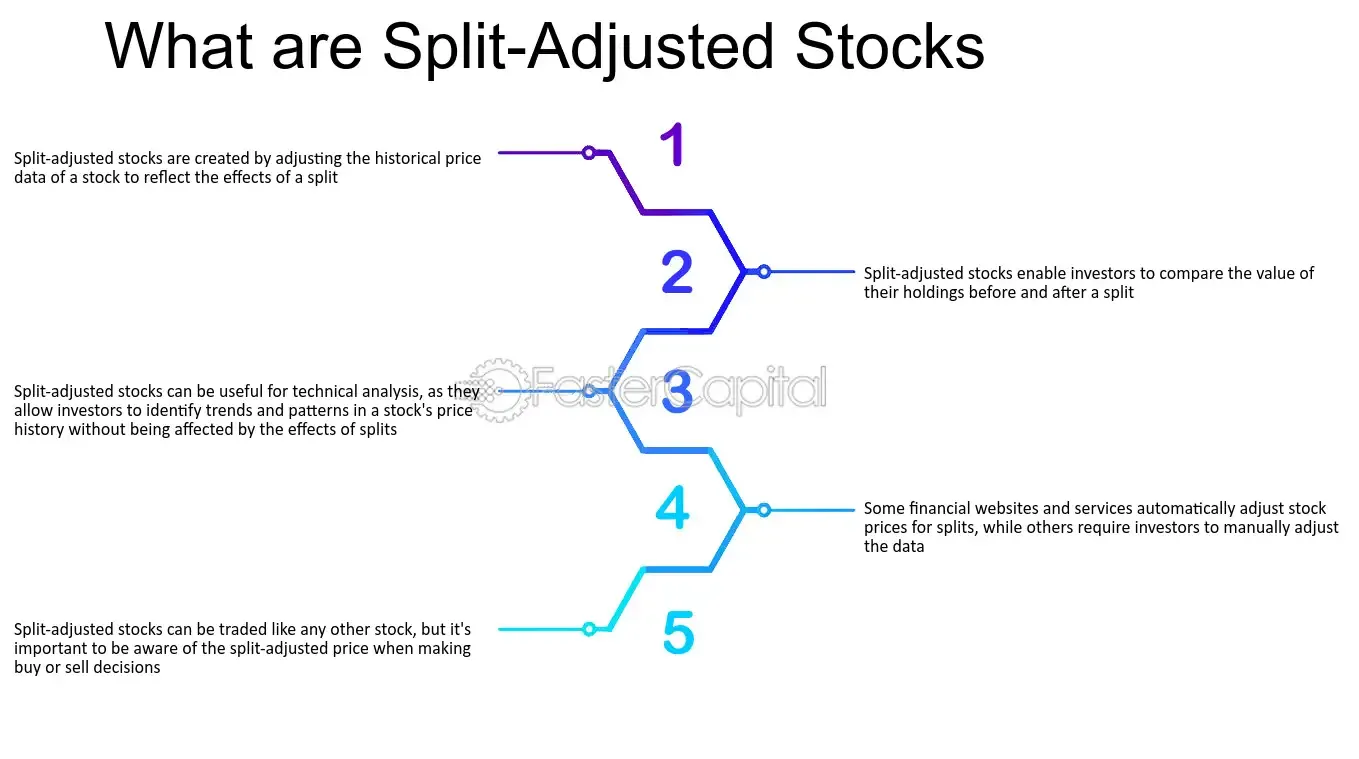 What are Split-Adjusted Stocks
1
Split-adjusted stocks are created by adjusting the historical price
data of a stock to reflect the effects of a split
2
Split-adjusted stocks enable investors to compare the value of
their holdings before and after a split
3
Split-adjusted stocks can be useful for technical analysis, as they
allow investors to identify trends and patterns in a stock's price
history without being affected by the effects of splits
FasterCapital
4
Some financial websites and services automatically adjust stock
prices for splits, while others require investors to manually adjust
the data
5
Split-adjusted stocks can be traded like any other stock, but it's
important to be aware of the split-adjusted price when making
buy or sell decisions